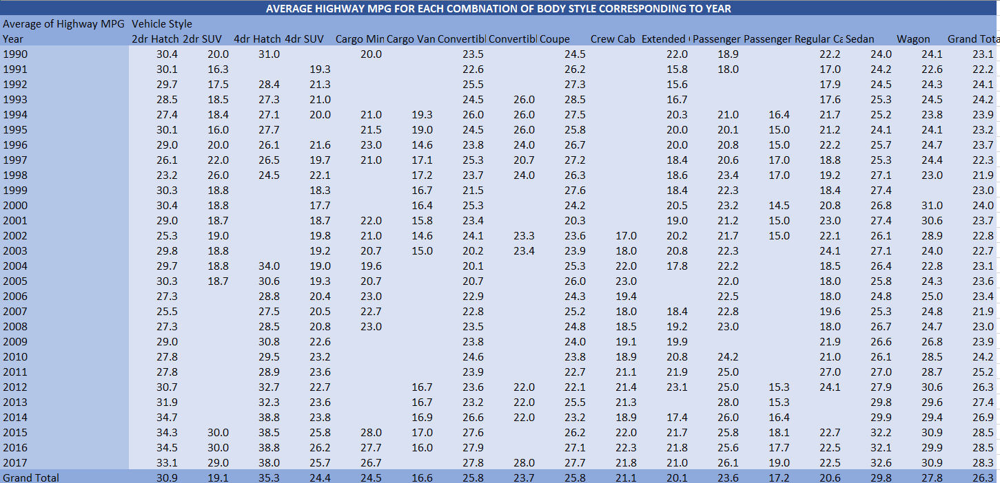 AVERAGE HIGHWAY MPG FOR EACH COMBNATION OF BODY STYLE CORRESPONDING TO YEAR
Average of Highway MPG Vehicle Style
Year 2dr Hatch 2dr SUV 4dr Hatch 4dr SUV Cargo Min Cargo Van Convertibl Convertibl Coupe Crew Cab Extended Passenger Passenger Regular Ca Sedan Wagon Grand Tota
1990 30.4 20.0 31.0 20.0 23.5 24.5 22.0 18.9 22.2 24.0 24.1 23.1
1991 30.1 16.3 19.3 22.6 26.2 15.8 18.0 17.0 24.2 22.6 22.2
1992 29.7 17.5 28.4 21.3 25.5 27.3 15.6 17.9 24.5 24.3 24.1
1993 28.5 18.5 27.3 21.0 24.5 26.0 28.5 16.7 17.6 25.3 24.5 24.2
1994 27.4 18.4 27.1 20.0 21.0 19.3 26.0 26.0 27.5 20.3 21.0 16.4 21.7 25.2 23.8 23.9
1995 30.1 16.0 27.7 21.5 19.0 24.5 26.0 25.8 20.0 20.1 15.0 21.2 24.1 24.1 23.2
1996 29.0 20.0 26.1 21.6 23.0 14.6 23.8 24.0 26.7 20.0 20.8 15.0 22.2 25.7 24.7 23.7
1997 26.1 22.0 26.5 19.7 21.0 17.1 25.3 20.7 27.2 18.4 20.6 17.0 18.8 25.3 24.4 22.3
1998 23.2 26.0 24.5 22.1 17.2 23.7 24.0 26.3 18.6 23.4 17.0 19.2 27.1 23.0 21.9
1999 30.3 18.8 18.3 16.7 21.5 27.6 18.4 22.3 18.4 27.4 23.0
2000 30.4 18.8 17.7 16.4 25.3 24.2 20.5 23.2 14.5 20.8 26.8 31.0 24.0
2001 29.0 18.7 18.7 22.0 15.8 23.4 20.3 19.0 21.2 15.0 23.0 27.4 30.6 23.7
2002 25.3 19.0 19.8 21.0 14.6 24.1 23.3 23.6 17.0 20.2 21.7 15.0 22.1 26.1 28.9 22.8
2003 29.8 18.8 19.2 20.7 15.0 20.2 23.4 23.9 18.0 20.8 22.3 24.1 27.1 24.0 22.7
2004 29.7 18.8 34.0 19.0 19.6 20.1 25.3 22.0 17.8 22.2 18.5 26.4 22.8 23.1
2005 30.3 18.7 30.6 19.3 20.7 20.7 26.0 23.0 22.0 18.0 25.8 24.3 23.6
2006 27.3 28.8 20.4 23.0 22.9 24.3 19.4 22.5 18.0 24.8 25.0 23.4
2007 25.5 27.5 20.5 22.7 22.8 25.2 18.0 18.4 22.8 19.6 25.3 24.8 21.9
2008 27.3 28.5 20.8 23.0 23.5 24.8 18.5 19.2 23.0 18.0 26.7 24.7 23.0
2009 29.0 30.8 22.6 23.8 24.0 19.1 19.9 21.9 26.6 26.8 23.9
2010 27.8 29.5 23.2 24.6 23.8 18.9 20.8 24.2 21.0 26.1 28.5 24.2
2011 27.8 28.9 23.6 23.9 22.7 21.1 21.9 25.0 27.0 27.0 28.7 25.2
2012 30.7 32.7 22.7 16.7 23.6 22.0 22.1 21.4 23.1 25.0 15.3 24.1 27.9 30.6 26.3
2013 31.9 32.3 23.6 16.7 23.2 22.0 25.5 21.3 28.0 15.3 29.8 29.6 27.4
2014 34.7 38.8 23.8 16.9 26.6 22.0 23.2 18.9 17.4 26.0 16.4 29.9 29.4 26.9
2015 34.3 30.0 38.5 25.8 28.0 17.0 27.6 26.2 22.0 21.7 25.8 18.1 22.7 32.2 30.9 28.5
2016 34.5 30.0 38.8 26.2 27.7 16.0 27.9 27.1 22.3 21.8 25.6 17.7 22.5 32.1 29.9 28.5
2017 33.1 29.0 38.0 25.7 26.7 27.8 28.0 27.7 21.8 21.0 26.1 19.0 22.5 32.6 30.9 28.3
Grand Total 30.9 19.1 35.3 24.4 24.5 16.6 25.8 23.7 25.8 21.1 20.1 23.6 17.2 20.6 29.8 27.8 26.3